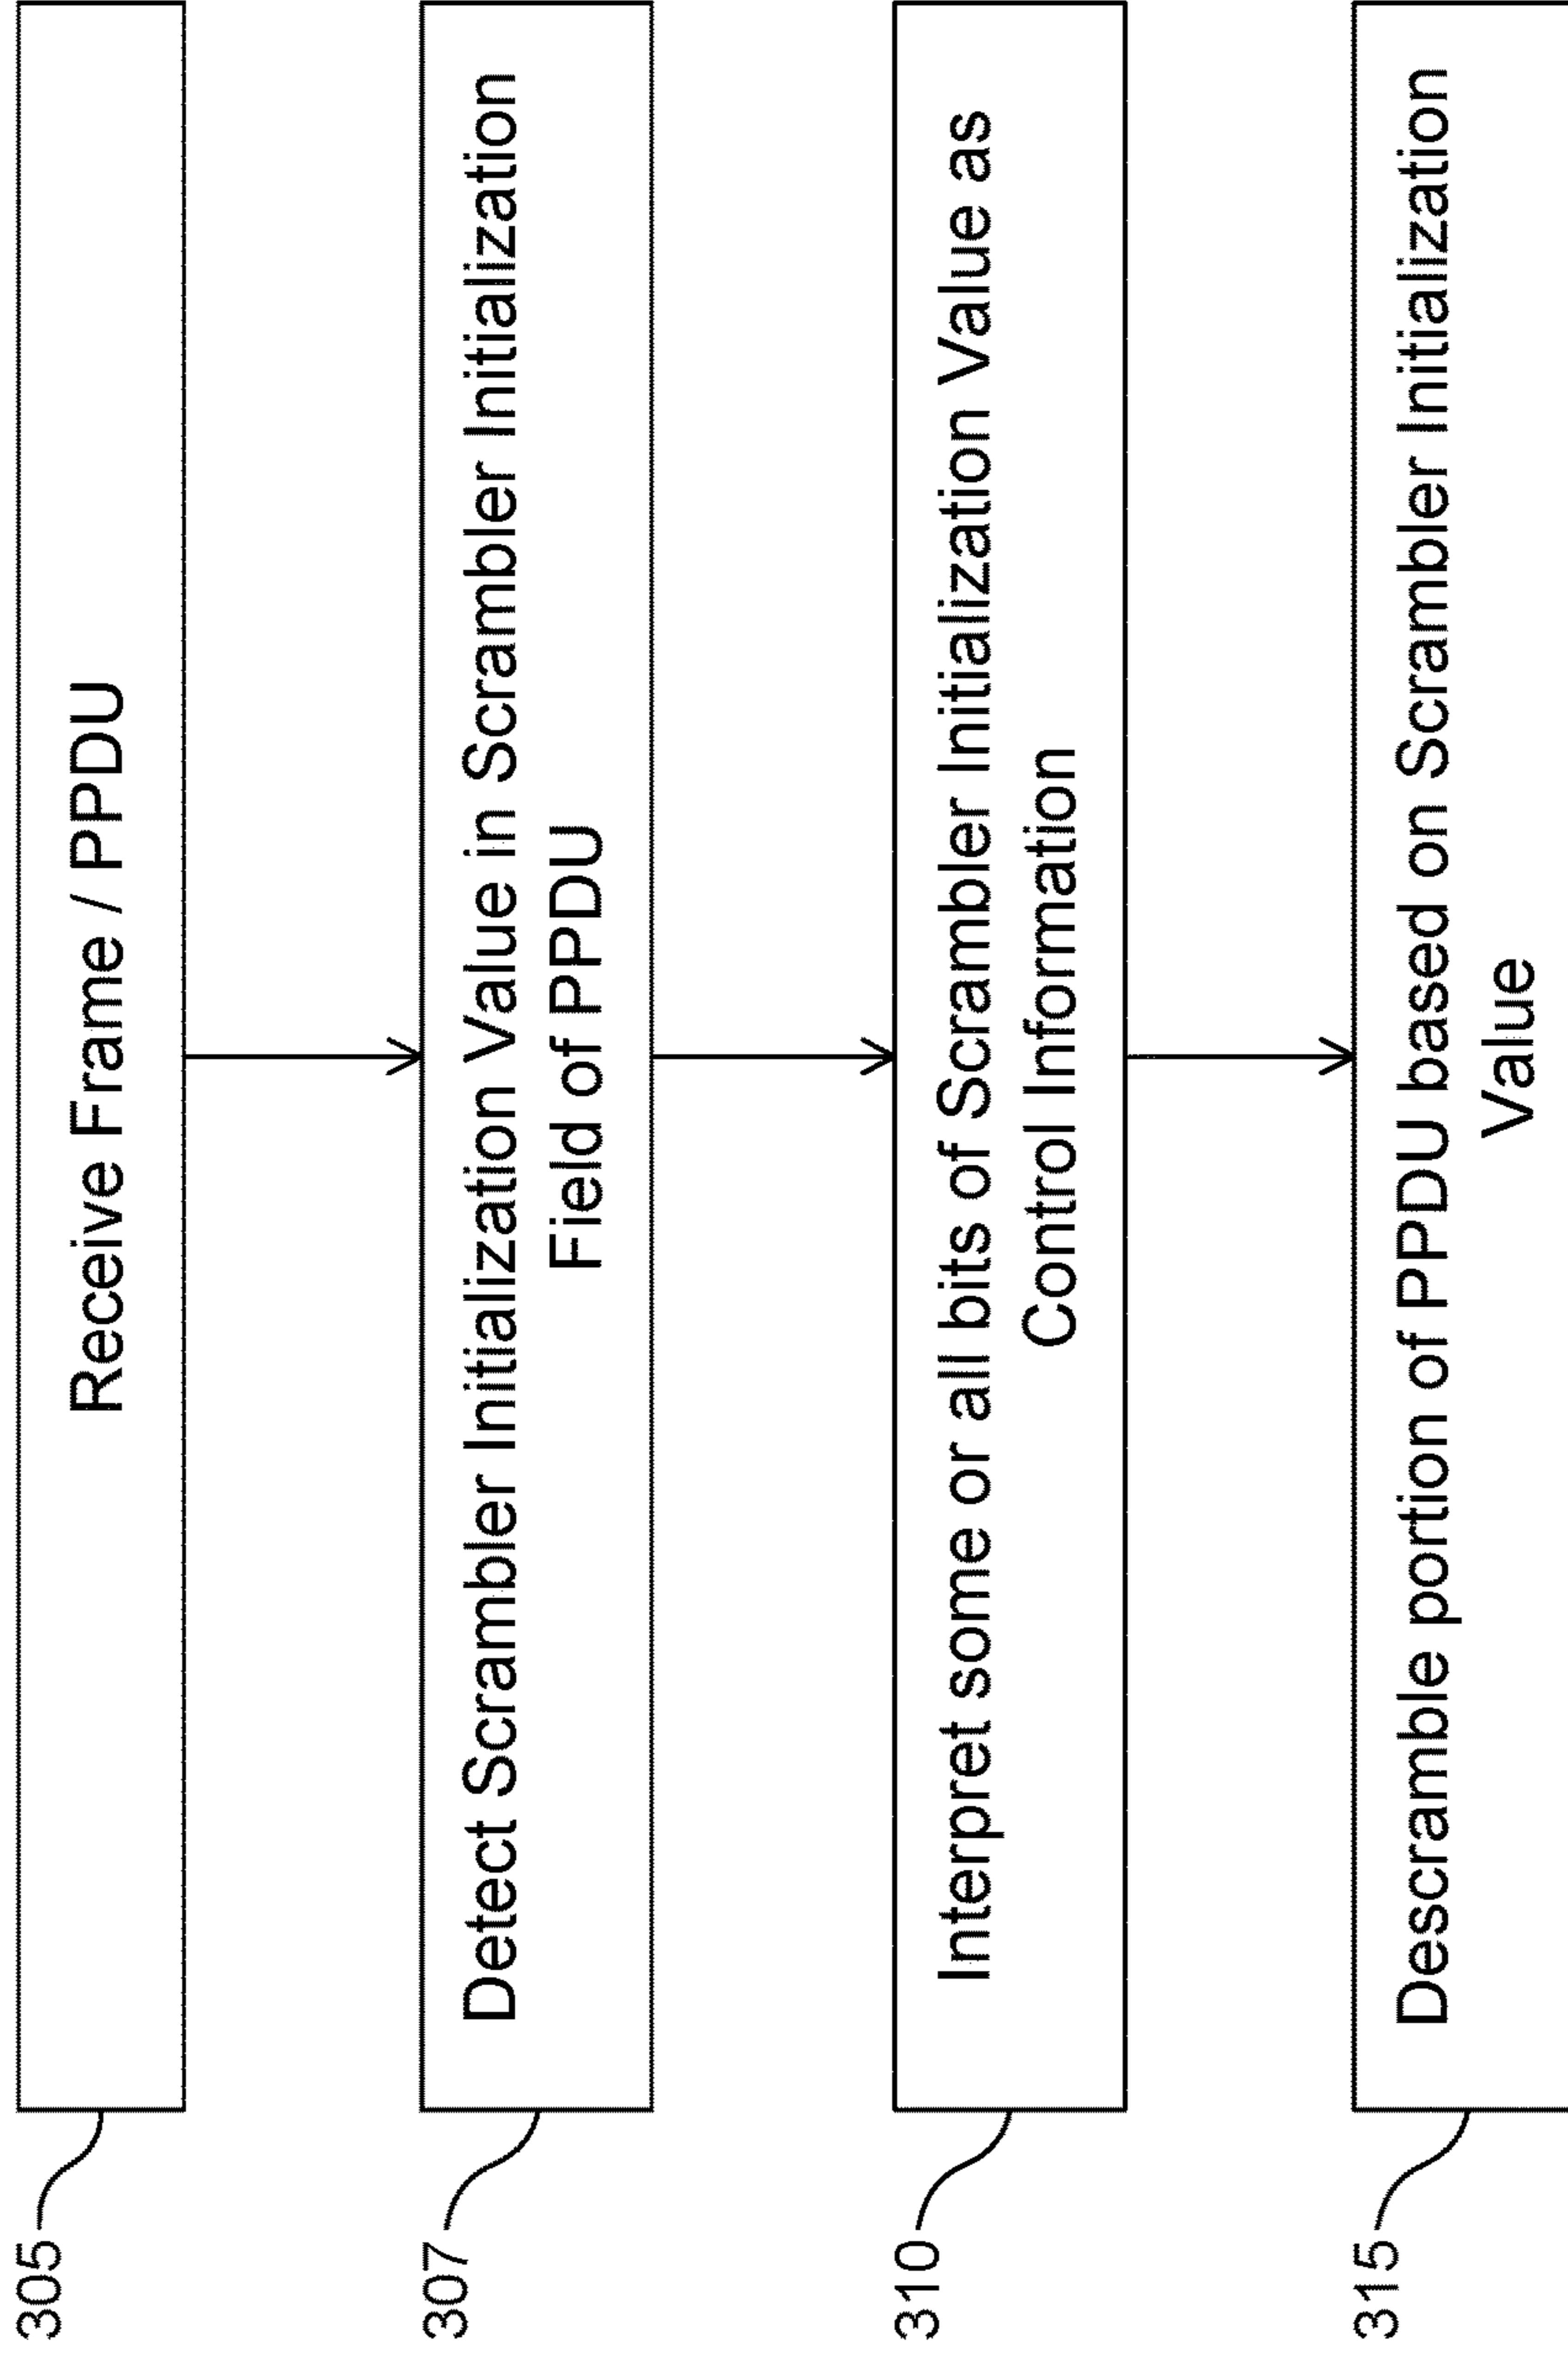 305
Receive Frame / PPDU
307
Detect Scrambler Initialization Value in Scrambler Initialization
Field of PPDU
310
Interpret some or all bits of Scrambler Initialization Value as
Control Information
315
Descramble portion of PPDU based on Scrambler Initialization
Value